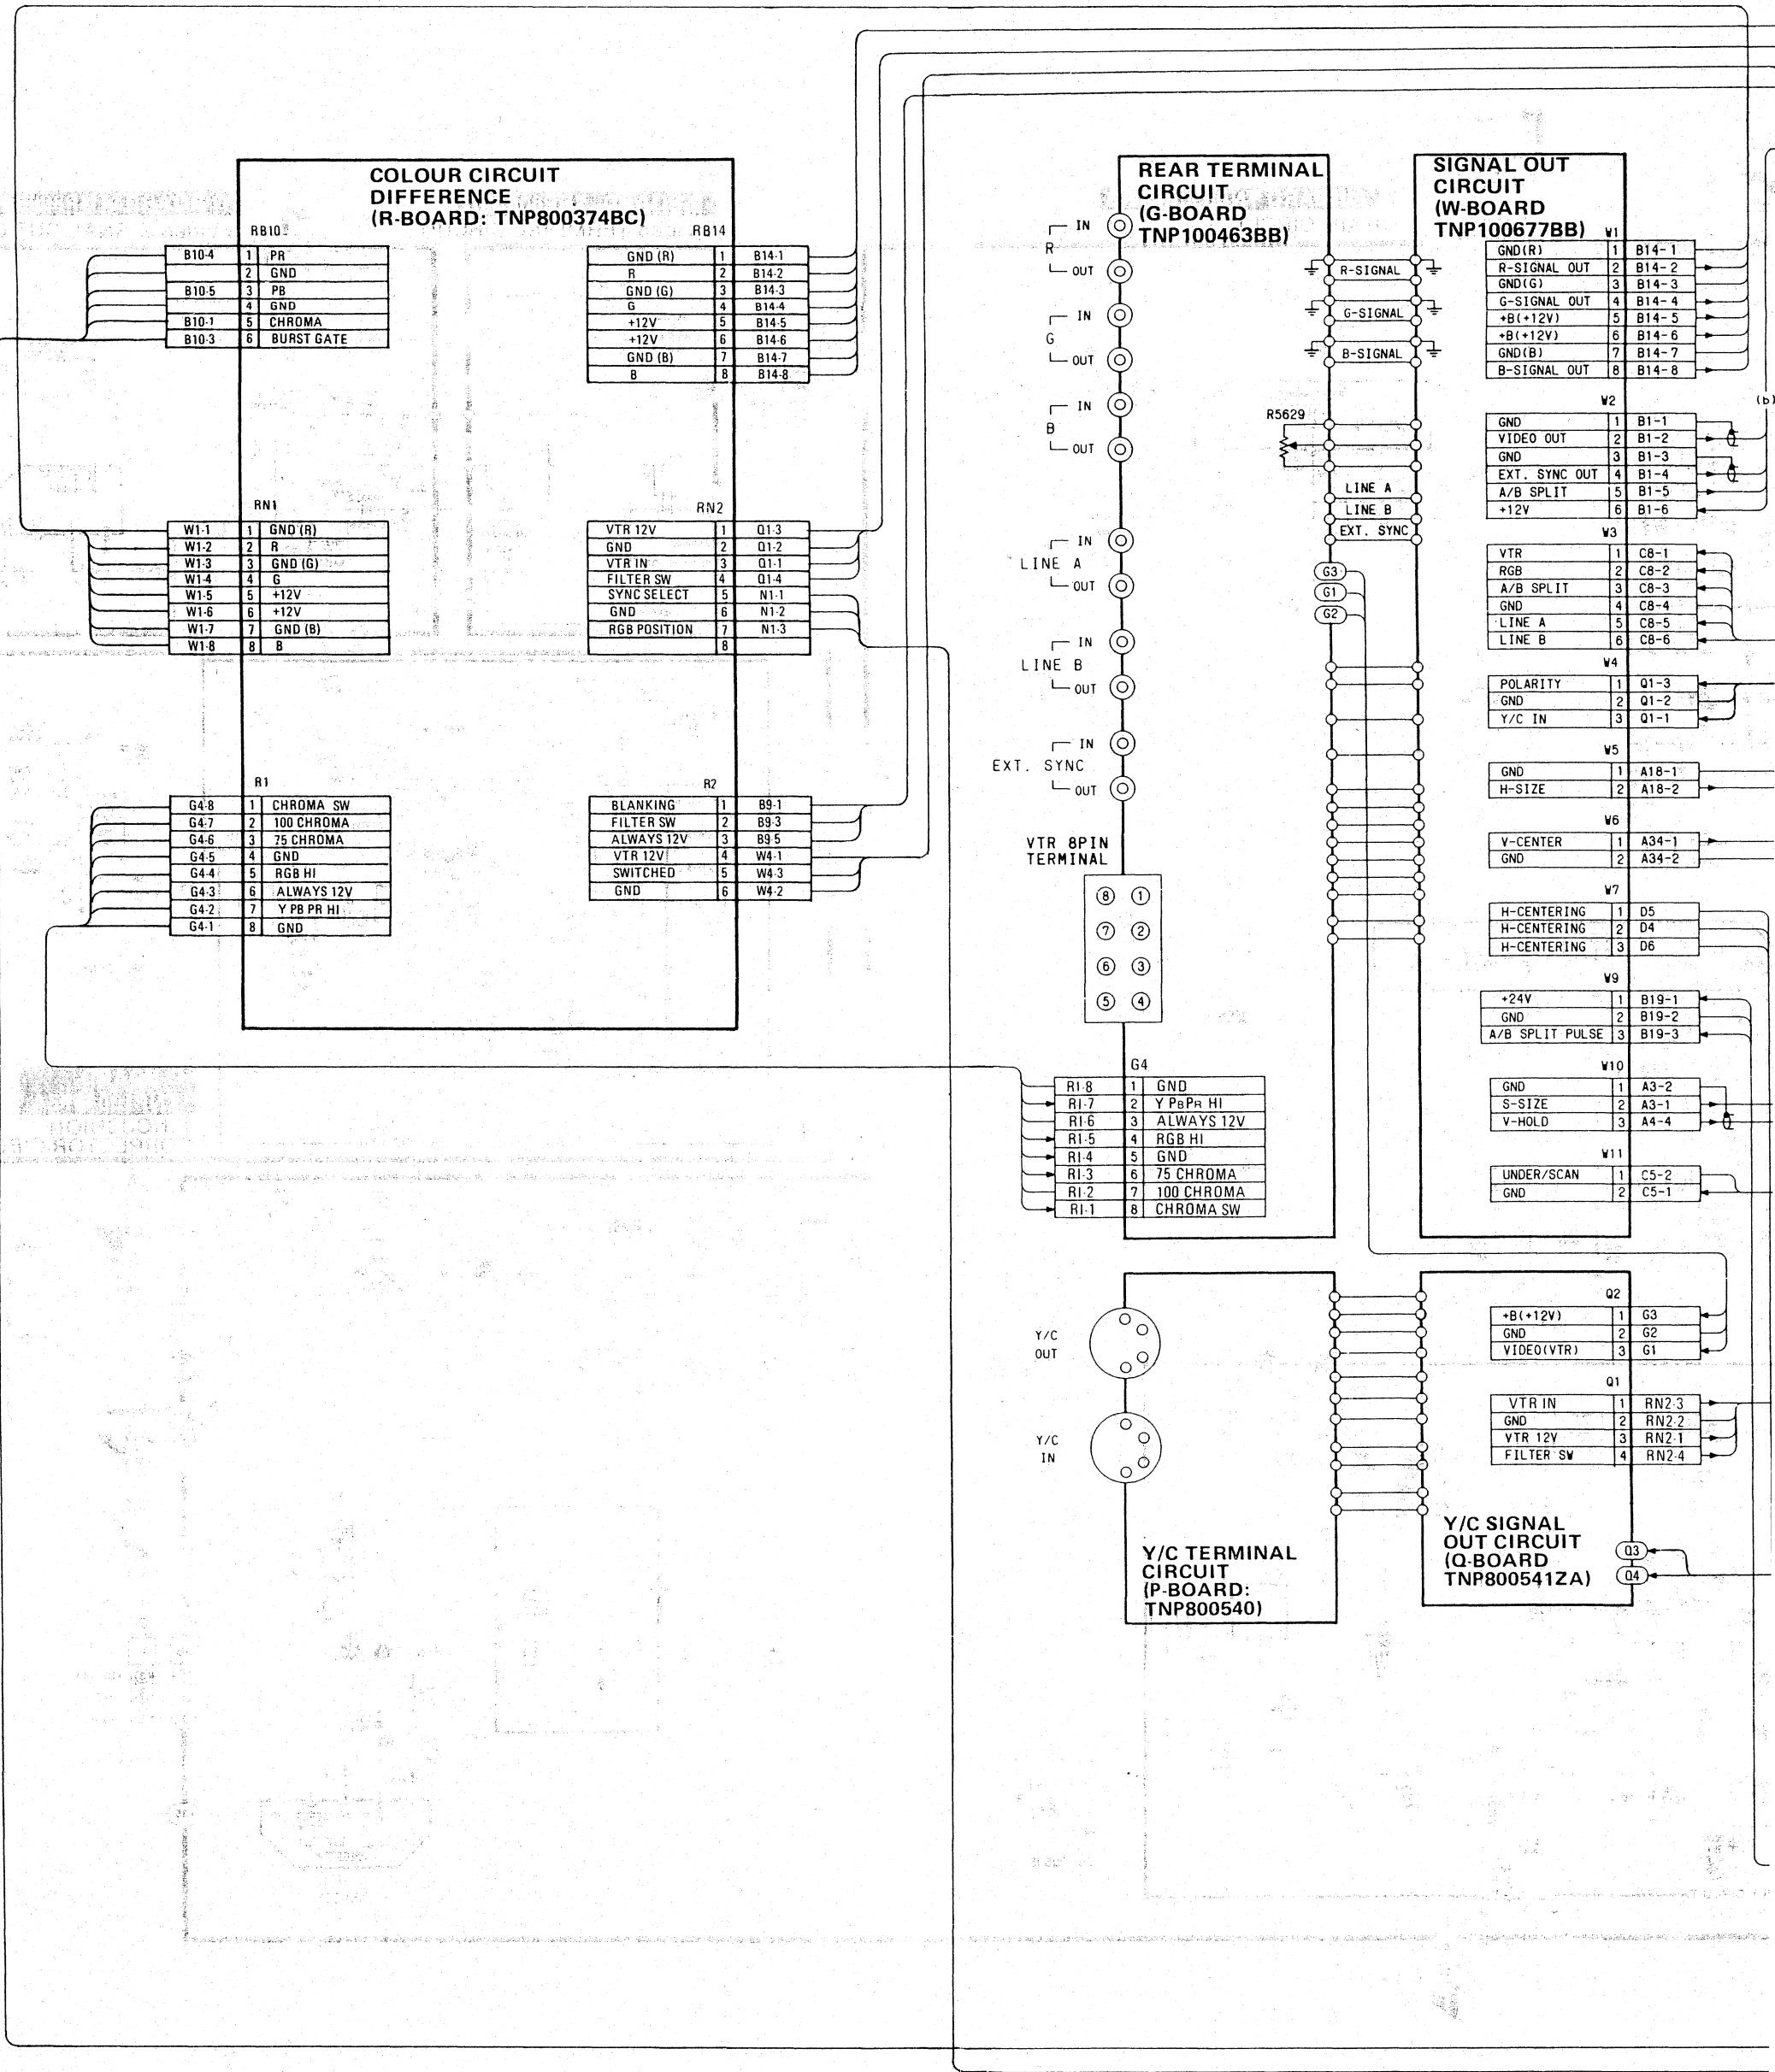 COLOUR CIRCUIT
DIFFERENCE
(R-BOARD: TNP800374BC)
RB10
B10-4 1 PR
2 GND
B10-5 3 PB
4 GND
B10-1 5 CHROMA
B10-3 6 BURST GATE
RB14
GND (R) 1 B14-1
R 2 B14-2
GND (G) 3 B14-3
G 4 B14-4
+12V 5 B14-5
+12V 6 B14-6
GND (B) 7 B14-7
B 8 B14-8
RN1
W1-1 1 GND (R)
W1-2 2 R
W1-3 3 GND (G)
W1-4 4 G
W1-5 5 +12V
W1-6 6 +12V
W1-7 7 GND (B)
W1-8 8 B
RN2
VTR 12V 1 Q1-3
GND 2 Q1-2
VTR IN 3 Q1-1
FILTER SW 4 Q1-4
SYNC SELECT 5 N1-1
GND 6 N1-2
RGB POSITION 7 N1-3
8
R1
G4-8 1 CHROMA SW
G4-7 2 100 CHROMA
G4-6 3 75 CHROMA
G4-5 4 GND
G4-4 5 RGB HI
G4-3 6 ALWAYS 12V
G4-2 7 Y PB PR HI
G4-1 8 GND
R2
BLANKING 1 B9-1
FILTER SW 2 B9-3
ALWAYS 12V 3 B9-5
VTR 12V 4 W4-1
SWITCHED 5 W4-3
GND 6 W4-2
REAR TERMINAL
CIRCUIT
(G-BOARD
TNP100463BB)
IN
R
OUT
IN
G
OUT
IN
B
OUT
IN
LINE A
OUT
IN
LINE B
OUT
IN
EXT. SYNC
OUT
VTR 8PIN
TERMINAL
8 1
7 2
6 3
5 4
R-SIGNAL
G-SIGNAL
B-SIGNAL
R5629
LINE A
LINE B
EXT. SYNC
G3
G1
G2
G4
R1-8 1 GND
R1-7 2 Y PBPR HI
R1-6 3 ALWAYS 12V
R1-5 4 RGB HI
R1-4 5 GND
R1-3 6 75 CHROMA
R1-2 7 100 CHROMA
R1-1 8 CHROMA SW
SIGNAL OUT
CIRCUIT
(W-BOARD
TNP100677BB)
W1
GND(R) 1 B14-1
R-SIGNAL OUT 2 B14-2
GND(G) 3 B14-3
G-SIGNAL OUT 4 B14-4
+B(+12V) 5 B14-5
+B(+12V) 6 B14-6
GND(B) 7 B14-7
B-SIGNAL OUT 8 B14-8
(b)
W2
GND 1 B1-1
VIDEO OUT 2 B1-2
GND 3 B1-3
EXT. SYNC OUT 4 B1-4
A/B SPLIT 5 B1-5
+12V 6 B1-6
W3
VTR 1 C8-1
RGB 2 C8-2
A/B SPLIT 3 C8-3
GND 4 C8-4
LINE A 5 C8-5
LINE B 6 C8-6
W4
POLARITY 1 Q1-3
GND 2 Q1-2
Y/C IN 3 Q1-1
W5
GND 1 A18-1
H-SIZE 2 A18-2
W6
V-CENTER 1 A34-1
GND 2 A34-2
W7
H-CENTERING 1 D5
H-CENTERING 2 D4
H-CENTERING 3 D6
W9
+24V 1 B19-1
GND 2 B19-2
A/B SPLIT PULSE 3 B19-3
W10
GND 1 A3-2
S-SIZE 2 A3-1
V-HOLD 3 A4-4
W11
UNDER/SCAN 1 C5-2
GND 2 C5-1
Y/C
OUT
Y/C
IN
Y/C TERMINAL
CIRCUIT
(P-BOARD:
TNP800540)
Q2
+B(+12V) 1 G3
GND 2 G2
VIDEO(VTR) 3 G1
Q1
VTR IN 1 RN2-3
GND 2 RN2-2
VTR 12V 3 RN2-1
FILTER SW 4 RN2-4
Y/C SIGNAL
OUT CIRCUIT
(Q-BOARD
TNP800541ZA)
Q3
Q4